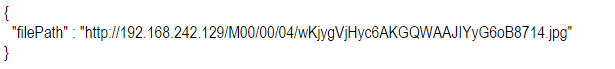 {
"filePath" : "http://192.168.242.129/M00/00/04/wKjygVjHyc6AKGQWAAJIYyG6oB8714.jpg"
}